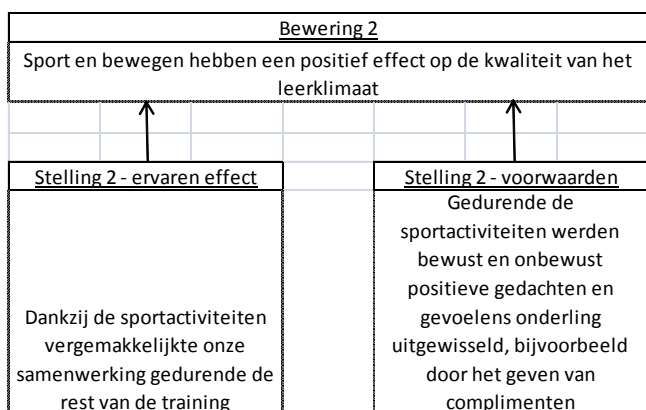 Bewering 2
Sport en bewegen hebben een positief effect op de kwaliteit van het
leerklimaat
Stelling 2 - ervaren effect
Dankzij de sportactiviteiten
vergemakkelijkte onze
samenwerking gedurende de
rest van de training
Stelling 2 - voorwaarden
Gedurende de
sportactiviteiten werden
bewust en onbewust
positieve gedachten en
gevoelens onderling
uitgewisseld, bijvoorbeeld
door het geven van
complimenten